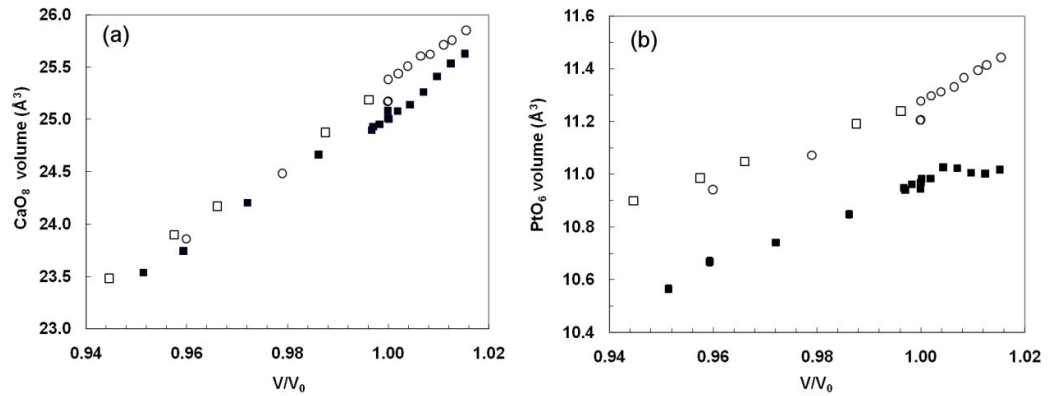 (a)
CaO₈ volume (Å³)
26.0
25.5
25.0
24.5
24.0
23.5
23.0
0.94 0.96 0.98 1.00 1.02
V/V₀
(b)
PtO₆ volume (Å³)
11.6
11.4
11.2
11.0
10.8
10.6
10.4
0.94 0.96 0.98 1.00 1.02
V/V₀